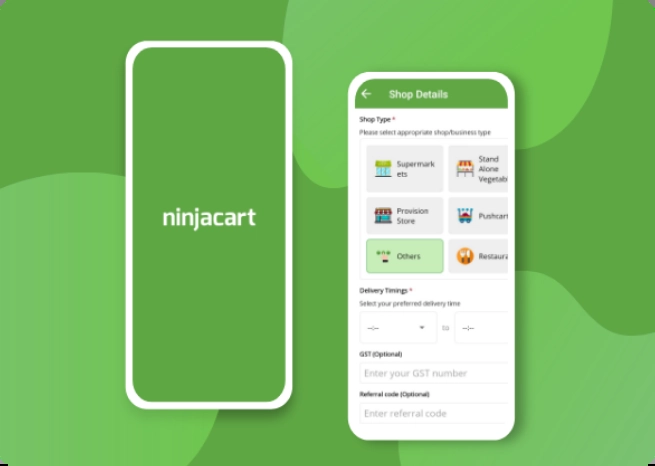 ninjacart
Shop Details
Shop Type *
Please select appropriate shop/business type
Supermark
ets
Stand
Alone
Vegetabl
Provision
Store
Pushcart
Others
Restaura
Delivery Timings *
Select your preferred delivery time
--:-- to --:--
GST (Optional)
Enter your GST number
Referral code (Optional)
Enter referral code